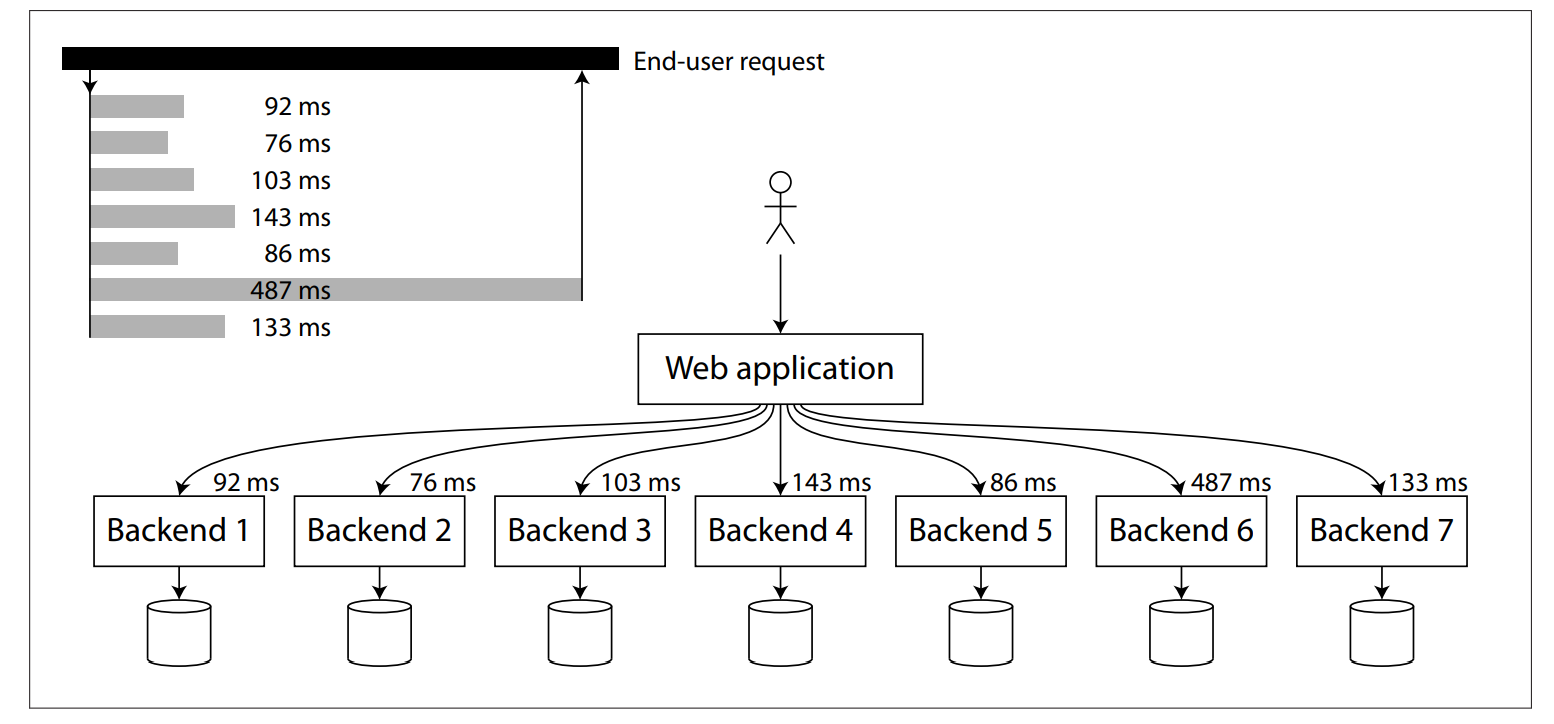 End-user request
92 ms
76 ms
103 ms
143 ms
86 ms
487 ms
133 ms
Web application
92 ms
76 ms
103 ms
143 ms
86 ms
487 ms
133 ms
Backend 1
Backend 2
Backend 3
Backend 4
Backend 5
Backend 6
Backend 7